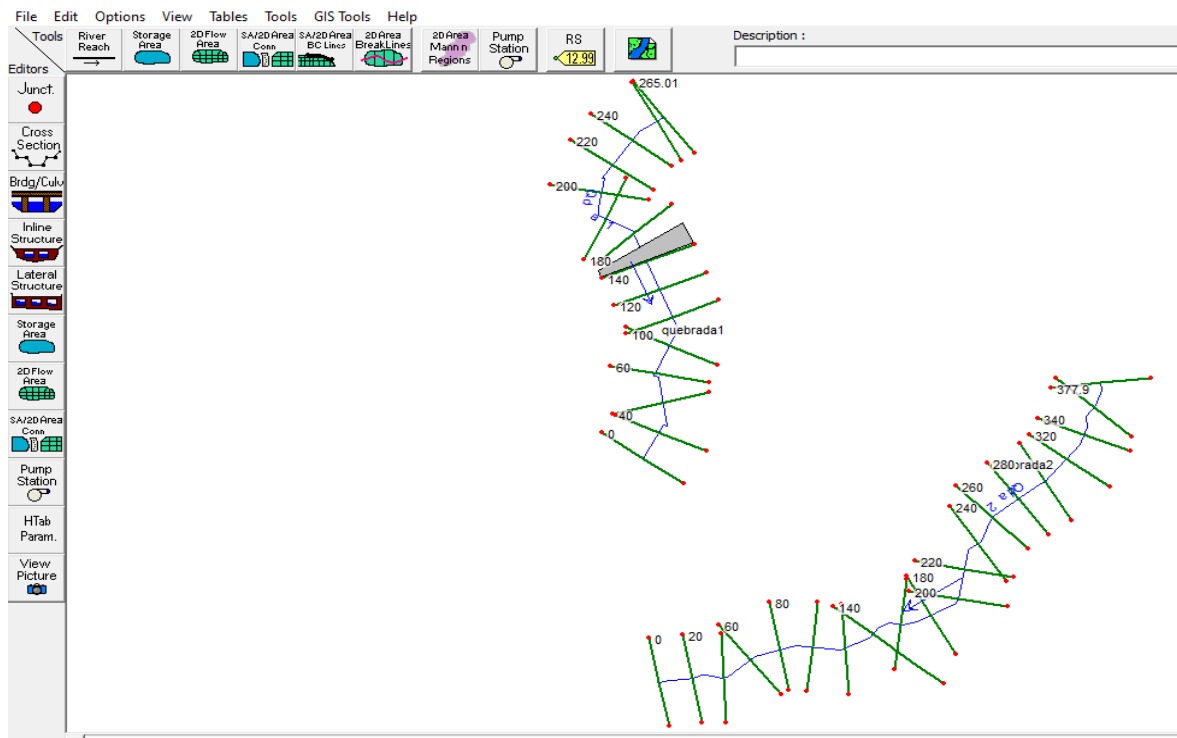 File Edit Options View Tables Tools GIS Tools Help
Tools
Editors
River
Reach
Storage
Area
2D Flow
Area
SA/2D Area
Conn
SA/2D Area
BC Lines
2D Area
BreakLines
2D Area
Mann n
Regions
Pump
Station
RS
12.99
Description :
Junct.
Cross
Section
Brdg/Culv
Inline
Structure
Lateral
Structure
Storage
Area
2D Flow
Area
SA/2D Area
Conn
Pump
Station
HTab
Param.
View
Picture
265.01
240
220
200
180
140
120
100
quebrada1
60
40
0
377.9
340
320
280
brada2
Qda 2
260
240
220
180
200
140
80
60
20
0